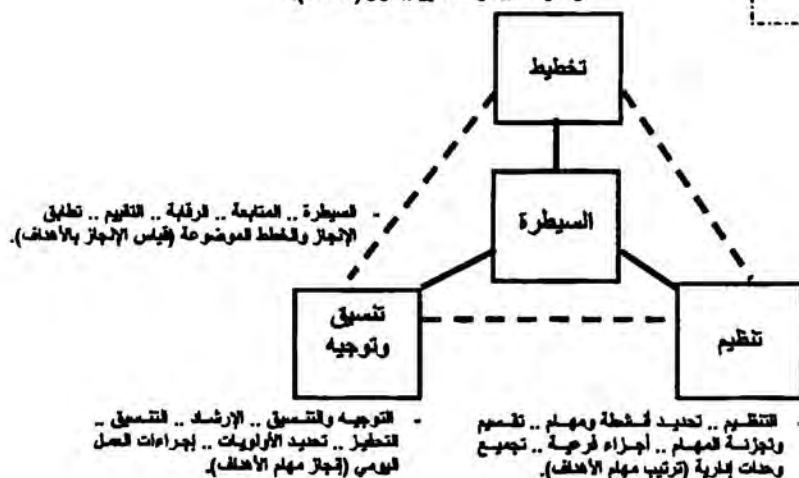 تخطيط
السيطرة
- السيطرة .. المتابعة .. الرقابة .. التقييم .. تطابق
الإنجاز والخطط الموضوعة (قياس الإنجاز بالأهداف).
تنسيق
وتوجيه
تنظيم
- التوجيه والتنسيق .. الإرشاد .. التنسيق ..
التحفيز .. تحديد الأولويات .. إجراءات العمل
اليومي (إنجاز مهام الأهداف).
- التنظيم .. تحديد أنشطة ومهام .. تقسيم
وتجزئة المهام .. أجزاء فرعية .. تجميع
وحدات إدارية (ترتيب مهام الأهداف).